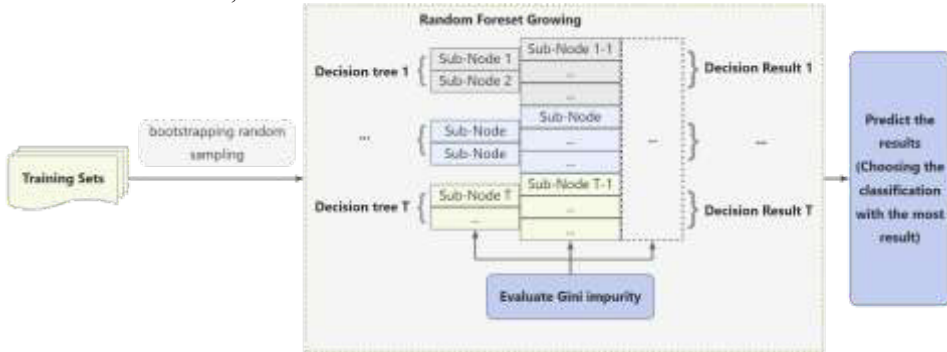 Random Foreset Growing
Decision tree 1
Sub-Node 1
Sub-Node 2
Sub-Node 1-1
...
...
Decision Result 1
...
Sub-Node
Sub-Node
Sub-Node
...
...
...
...
Decision tree T
Sub-Node T
...
Sub-Node T-1
...
...
Decision Result T
Evaluate Gini impurity
Training Sets
bootstrapping random
sampling
Predict the
results
(Choosing the
classification
with the most
result)